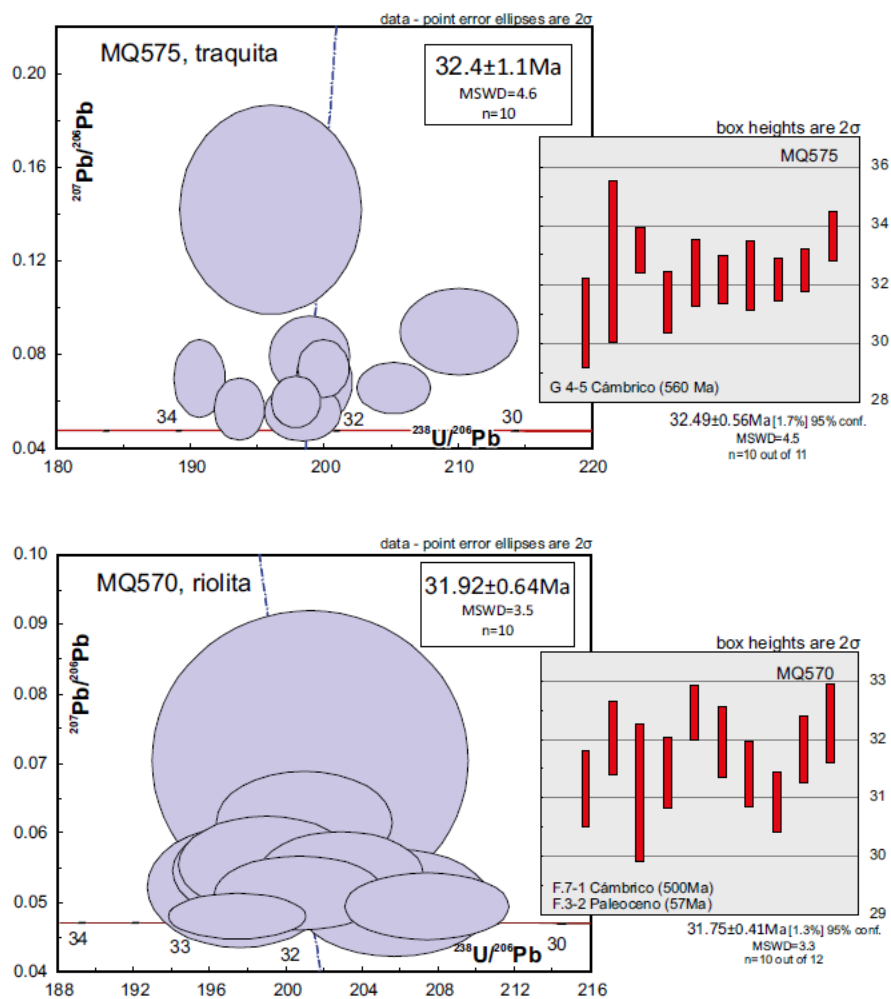 data - point error ellipses are 2σ
MQ575, traquita
32.4±1.1Ma
MSWD=4.6
n=10
0.20
0.16
0.12
0.08
0.04
207Pb/206Pb
34
32
30
238U/206Pb
180
190
200
210
220
box heights are 2σ
MQ575
36
34
32
30
28
G 4-5 Cámbrico (560 Ma)
32.49±0.56Ma [1.7%] 95% conf.
MSWD=4.5
n=10 out of 11
data - point error ellipses are 2σ
MQ570, riolita
31.92±0.64Ma
MSWD=3.5
n=10
0.10
0.09
0.08
0.07
0.06
0.05
0.04
207Pb/206Pb
34
33
32
30
238U/206Pb
188
192
196
200
204
208
212
216
box heights are 2σ
MQ570
33
32
31
30
29
F.7-1 Cámbrico (500Ma)
F.3-2 Paleoceno (57Ma)
31.75±0.41Ma [1.3%] 95% conf.
MSWD=3.3
n=10 out of 12